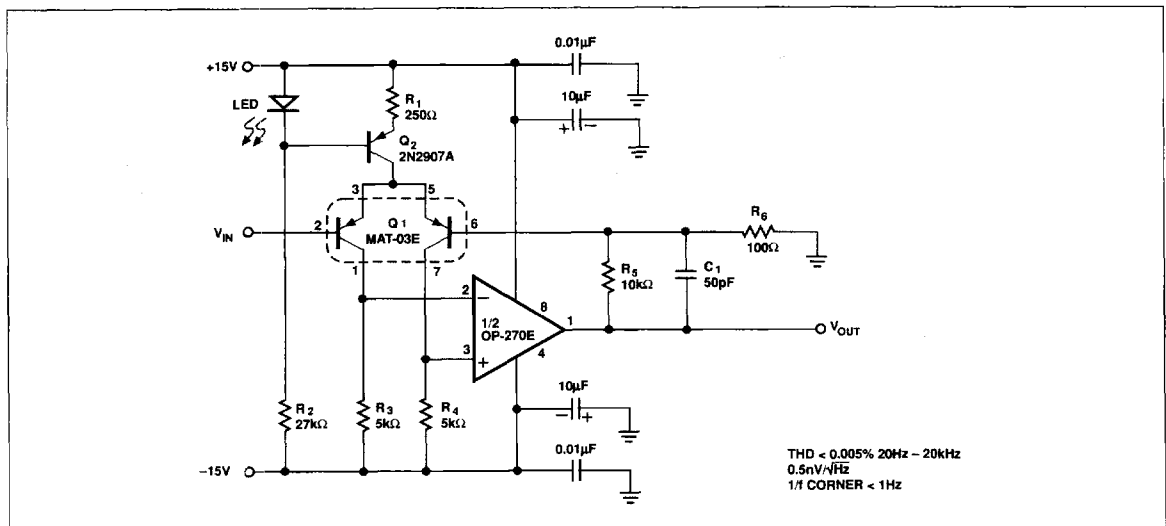 0.01µF
+15V
R1
250Ω
10µF
+ −
LED
Q2
2N2907A
3 5
VIN
2
Q1
MAT-03E
6
R6
100Ω
1 7
R5
10kΩ
C1
50pF
2 −
8
1/2
OP-270E
1
VOUT
3 +
4
10µF
− +
R2
27kΩ
R3
5kΩ
R4
5kΩ
0.01µF
−15V
THD < 0.005% 20Hz – 20kHz
0.5nV/√Hz
1/f CORNER < 1Hz